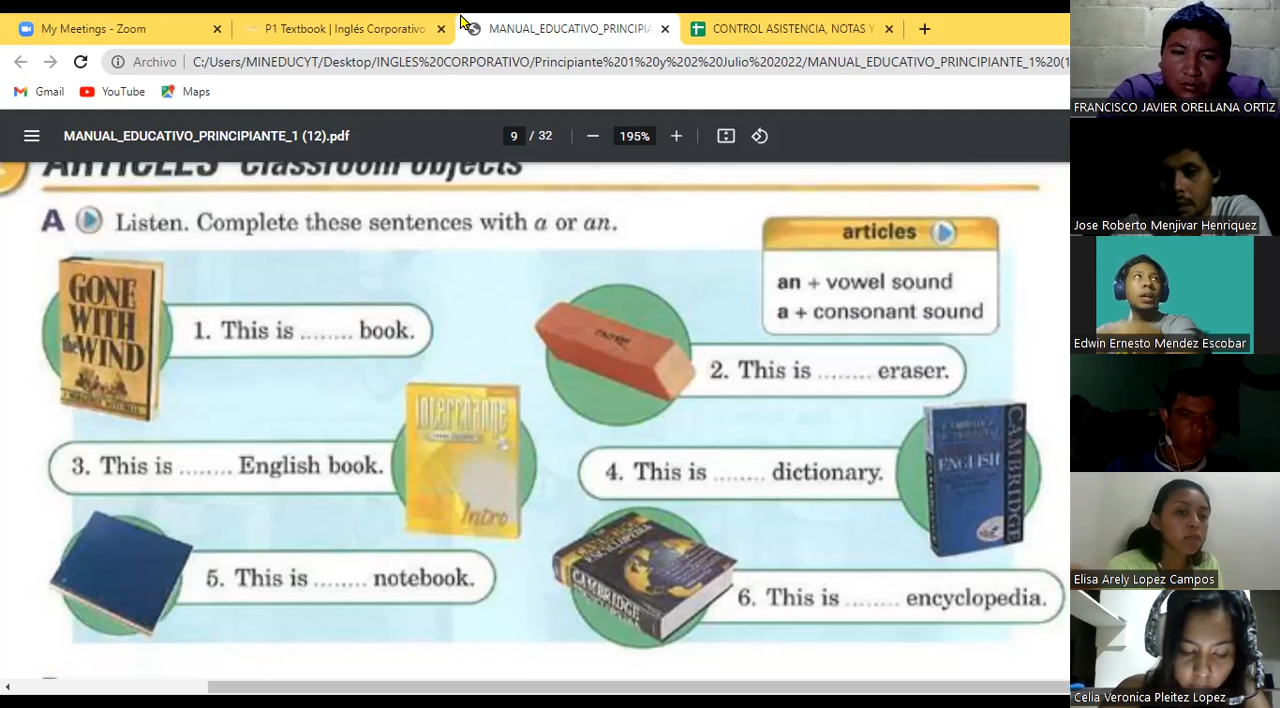 My Meetings - Zoom
P1 Textbook | Inglés Corporativo
MANUAL_EDUCATIVO_PRINCIPIA
CONTROL ASISTENCIA, NOTAS Y
Archivo | C:/Users/MINEDUCYT/Desktop/INGLES%20CORPORATIVO/Principiante%201%20y%202%20Julio%202022/MANUAL_EDUCATIVO_PRINCIPIANTE_1 (1
Gmail YouTube Maps
MANUAL_EDUCATIVO_PRINCIPIANTE_1 (12).pdf
9 / 32 195%
ARTICLES Classroom objects
A Listen. Complete these sentences with a or an.
articles
an + vowel sound
a + consonant sound
GONE
WITH
the WIND
1. This is ........ book.
2. This is ........ eraser.
Interchange
Intro
3. This is ........ English book.
4. This is ........ dictionary.
ENGLISH
CAMBRIDGE
5. This is ........ notebook.
CAMBRIDGE
6. This is ........ encyclopedia.
FRANCISCO JAVIER ORELLANA ORTIZ
Jose Roberto Menjivar Henriquez
Edwin Ernesto Mendez Escobar
Elisa Arely Lopez Campos
Celia Veronica Pleitez Lopez